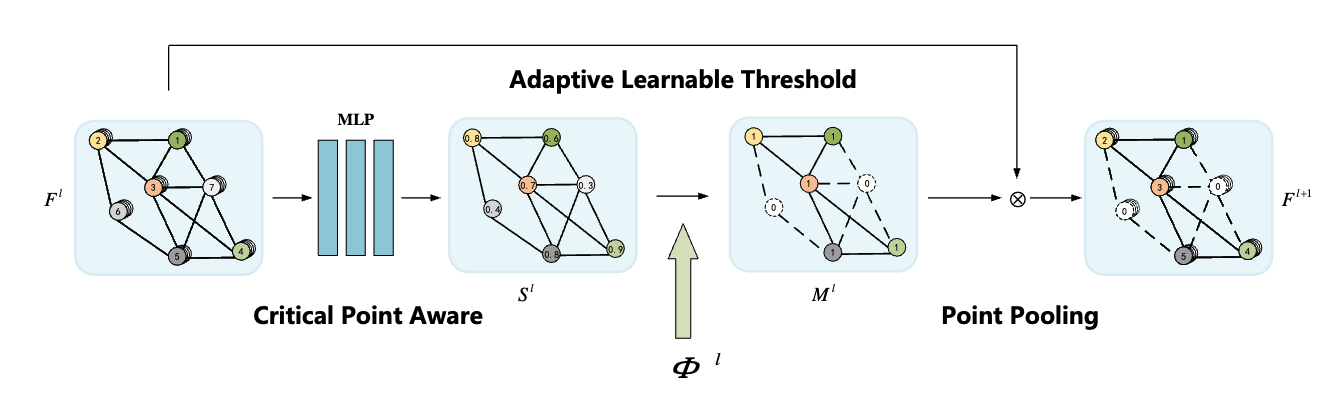 Adaptive Learnable Threshold
MLP
F^l
2 1 3 7 6 5 4
0.8 0.6 0.7 0.3 0.4 0.8 0.9
1 1 1 0 0 1 1
⊗
2 1 3 0 0 5 4
F^{l+1}
S^l
M^l
Critical Point Aware
Point Pooling
Φ^l